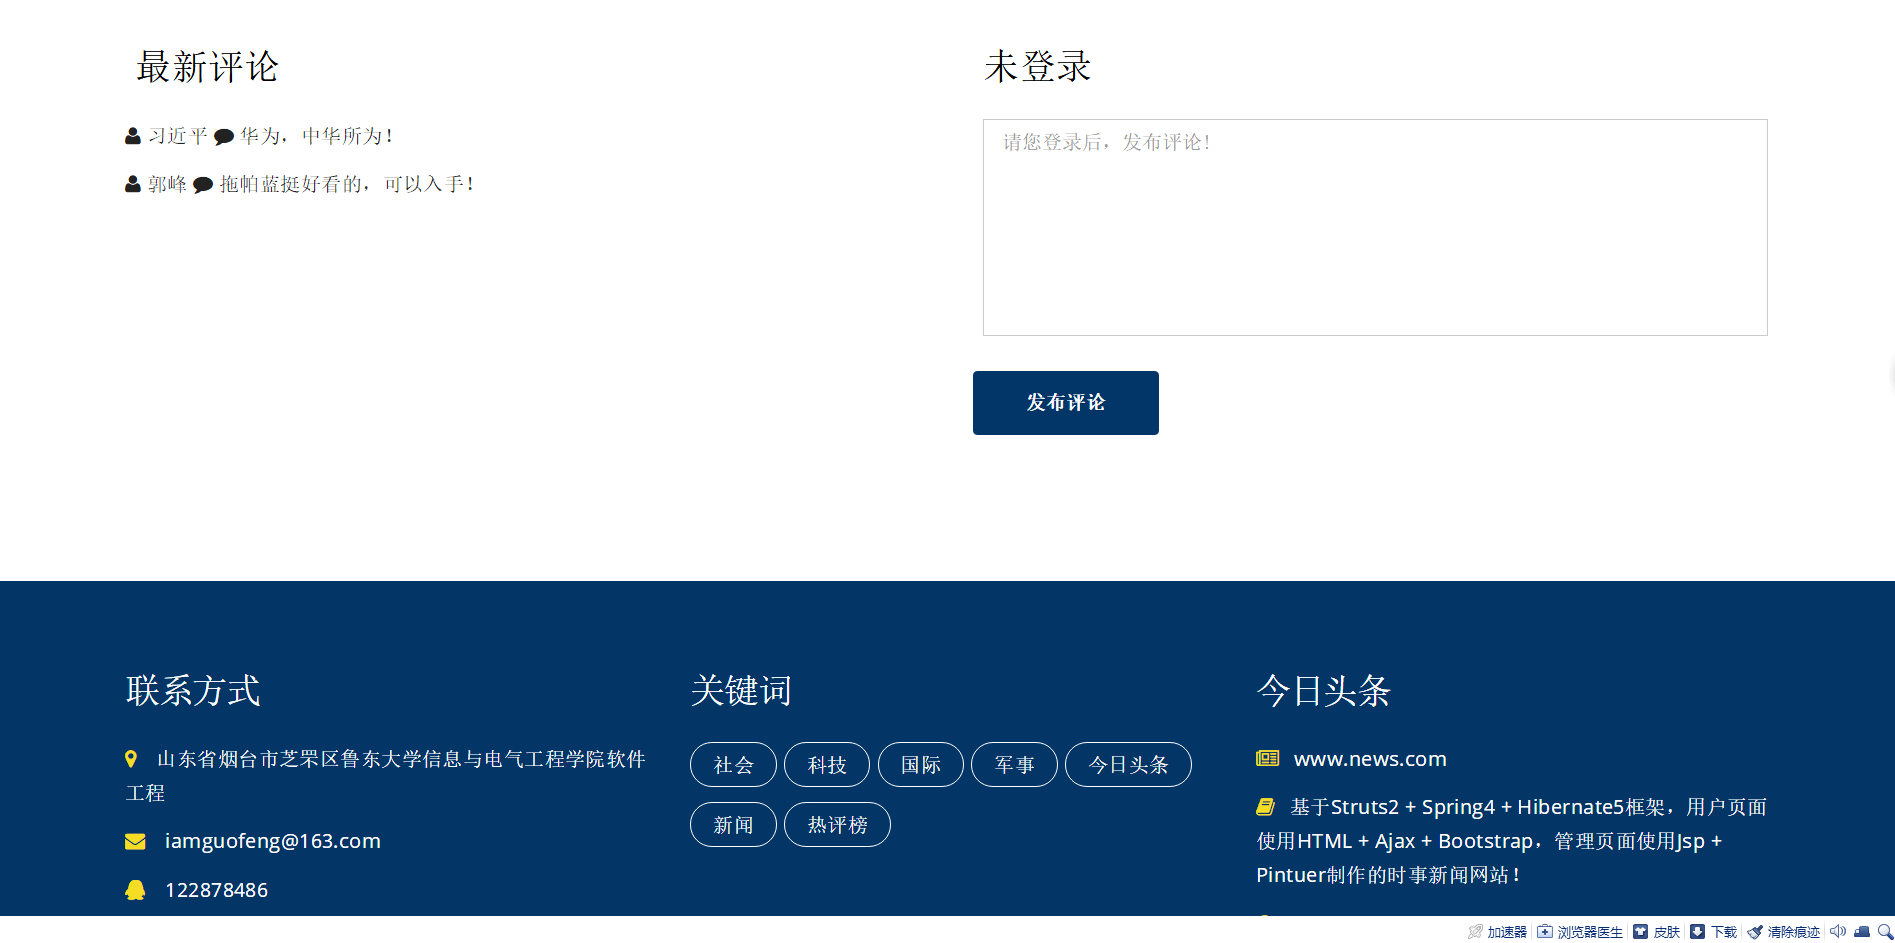 最新评论
习近平 华为，中华所为！
郭峰 拖帕蓝挺好看的，可以入手！
未登录
请您登录后，发布评论!
发布评论
联系方式
山东省烟台市芝罘区鲁东大学信息与电气工程学院软件
工程
iamguofeng@163.com
122878486
关键词
社会 科技 国际 军事 今日头条
新闻 热评榜
今日头条
www.news.com
基于Struts2 + Spring4 + Hibernate5框架，用户页面
使用HTML + Ajax + Bootstrap，管理页面使用Jsp +
Pintuer制作的时事新闻网站！
加速器 浏览器医生 皮肤 下载 清除痕迹